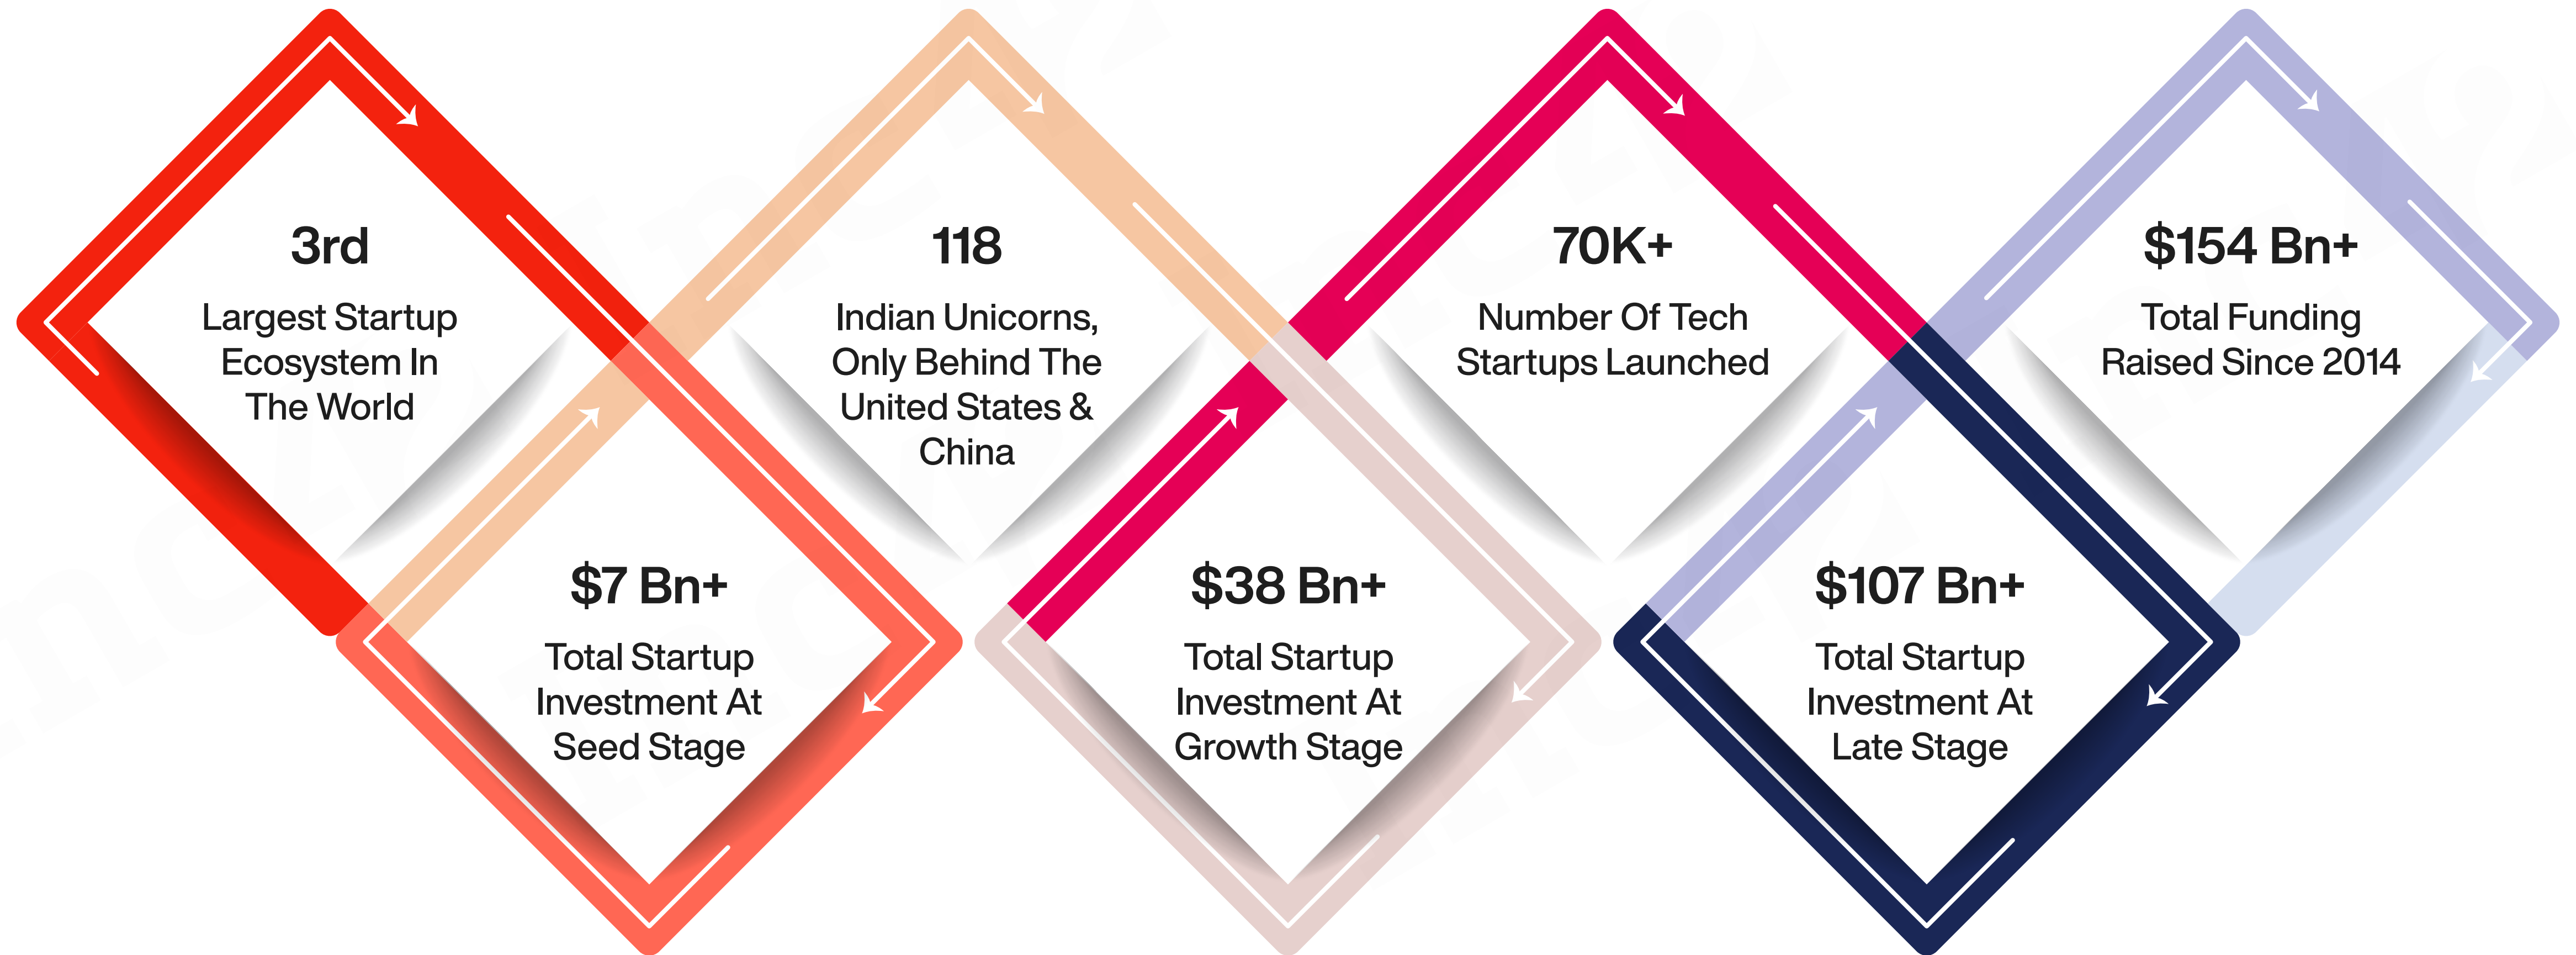 3rd
Largest Startup
Ecosystem In
The World
$7 Bn+
Total Startup
Investment At
Seed Stage
118
Indian Unicorns,
Only Behind The
United States &
China
$38 Bn+
Total Startup
Investment At
Growth Stage
70K+
Number Of Tech
Startups Launched
$107 Bn+
Total Startup
Investment At
Late Stage
$154 Bn+
Total Funding
Raised Since 2014